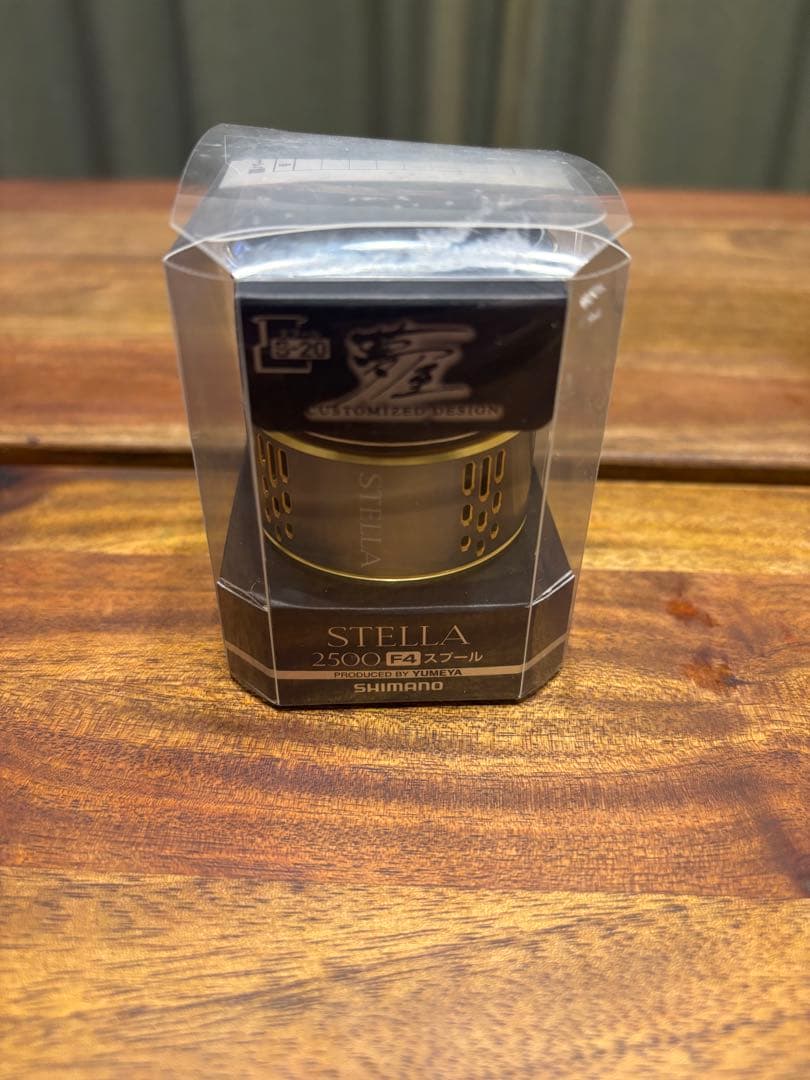 S-20
夢屋
CUSTOMIZED DESIGN
STELLA
STELLA
2500 F4 スプール
PRODUCED BY YUMEYA
SHIMANO